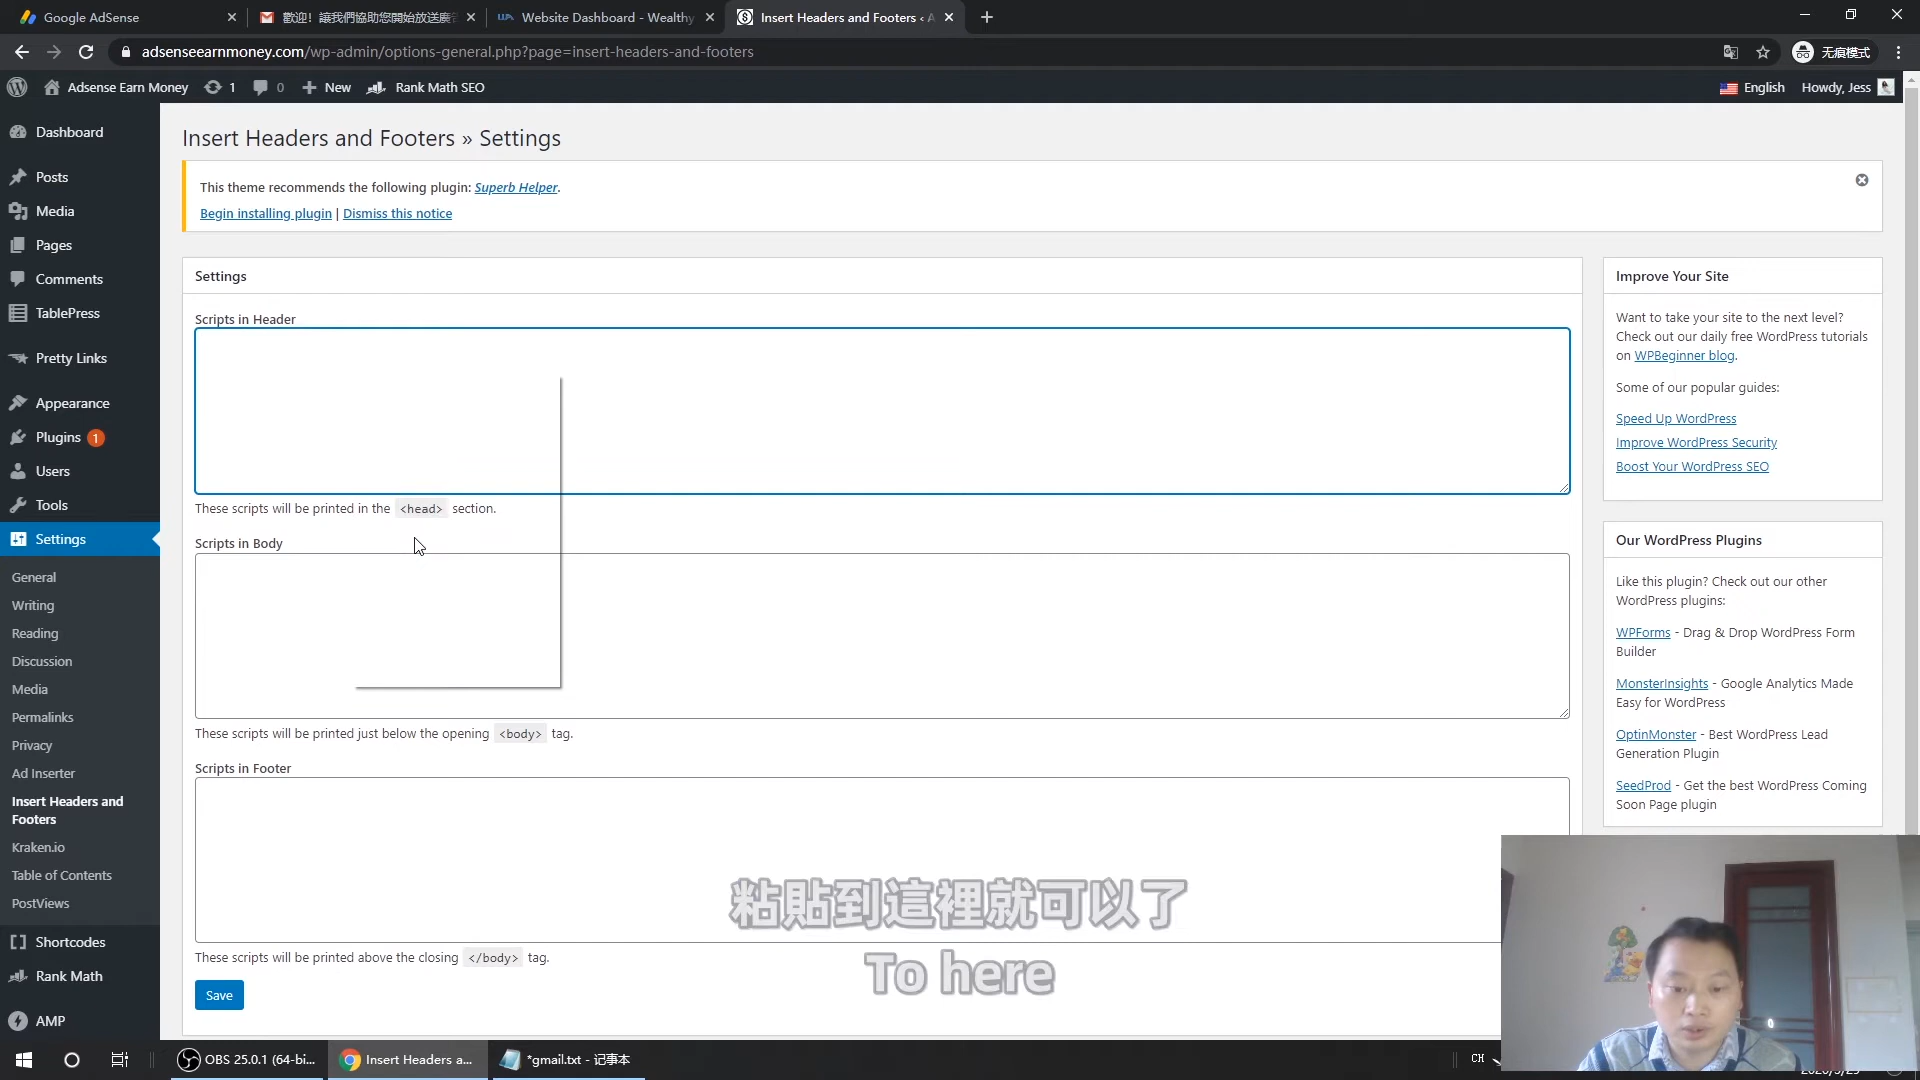 Google AdSense
歡迎！讓我們協助您開始放送廣告
Website Dashboard - Wealthy
Insert Headers and Footers ‹ A
adsenseearnmoney.com/wp-admin/options-general.php?page=insert-headers-and-footers
无痕模式
Adsense Earn Money
1
0
New
Rank Math SEO
English
Howdy, Jess
Dashboard
Posts
Media
Pages
Comments
TablePress
Pretty Links
Appearance
Plugins 1
Users
Tools
Settings
General
Writing
Reading
Discussion
Media
Permalinks
Privacy
Ad Inserter
Insert Headers and
Footers
Kraken.io
Table of Contents
PostViews
Shortcodes
Rank Math
AMP
Insert Headers and Footers » Settings
This theme recommends the following plugin: Superb Helper.
Begin installing plugin | Dismiss this notice
Settings
Scripts in Header
These scripts will be printed in the <head> section.
Scripts in Body
These scripts will be printed just below the opening <body> tag.
Scripts in Footer
These scripts will be printed above the closing </body> tag.
Save
Improve Your Site
Want to take your site to the next level?
Check out our daily free WordPress tutorials
on WPBeginner blog.
Some of our popular guides:
Speed Up WordPress
Improve WordPress Security
Boost Your WordPress SEO
Our WordPress Plugins
Like this plugin? Check out our other
WordPress plugins:
WPForms - Drag & Drop WordPress Form
Builder
MonsterInsights - Google Analytics Made
Easy for WordPress
OptinMonster - Best WordPress Lead
Generation Plugin
SeedProd - Get the best WordPress Coming
Soon Page plugin
粘貼到這裡就可以了
To here
OBS 25.0.1 (64-bi...
Insert Headers a...
*gmail.txt - 记事本
CH